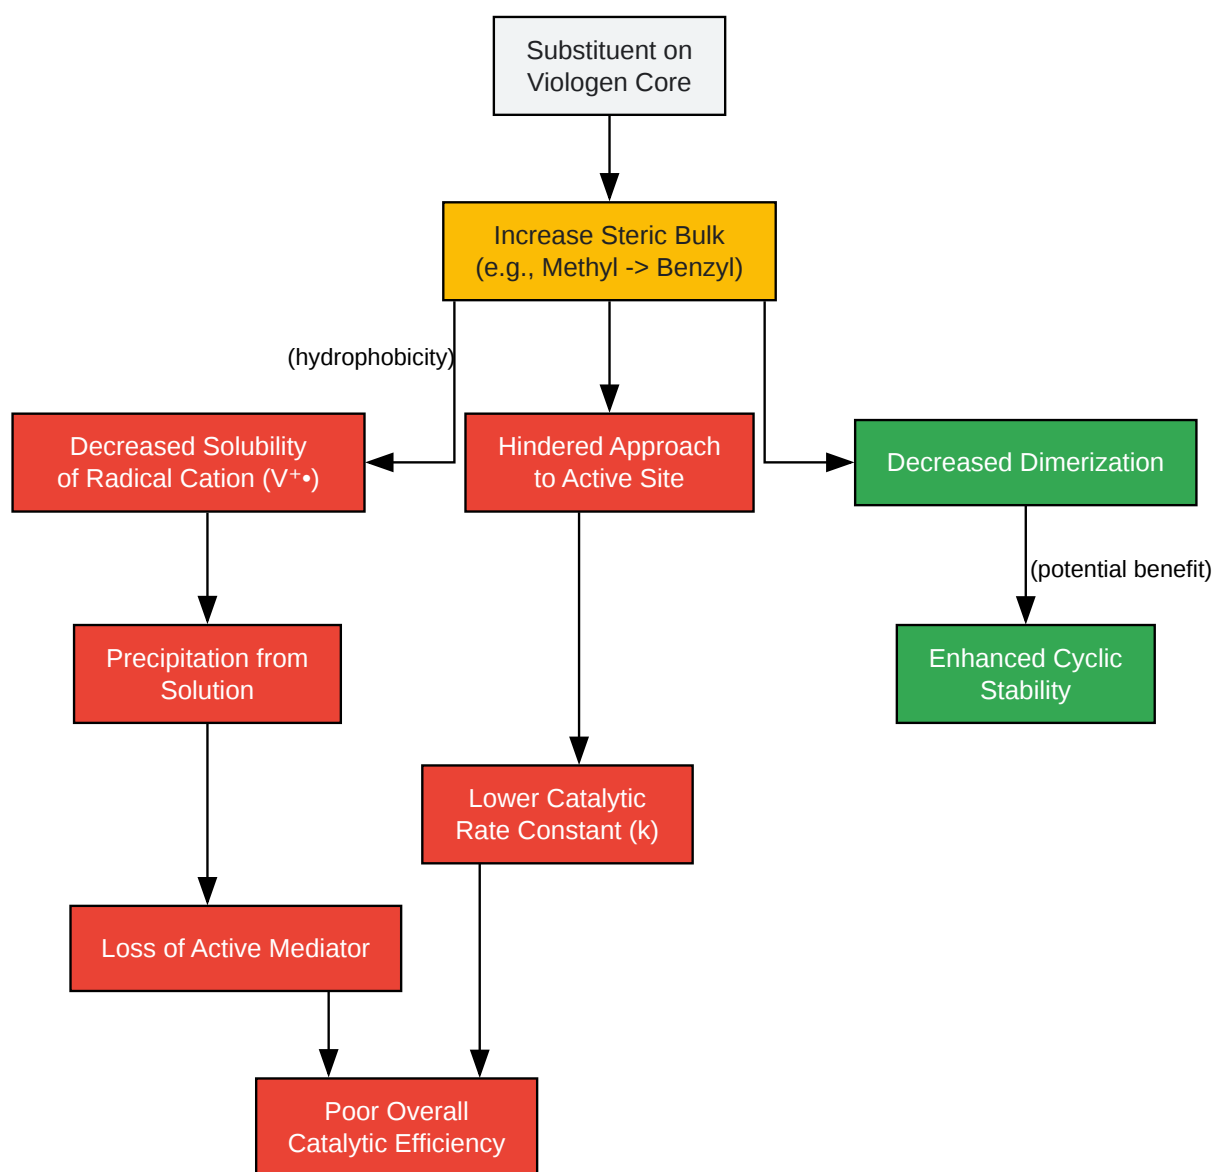 Substituent on
Viologen Core
Increase Steric Bulk
(e.g., Methyl -> Benzyl)
(hydrophobicity)
Decreased Solubility
of Radical Cation (V⁺•)
Hindered Approach
to Active Site
Decreased Dimerization
(potential benefit)
Precipitation from
Solution
Enhanced Cyclic
Stability
Lower Catalytic
Rate Constant (k)
Loss of Active Mediator
Poor Overall
Catalytic Efficiency